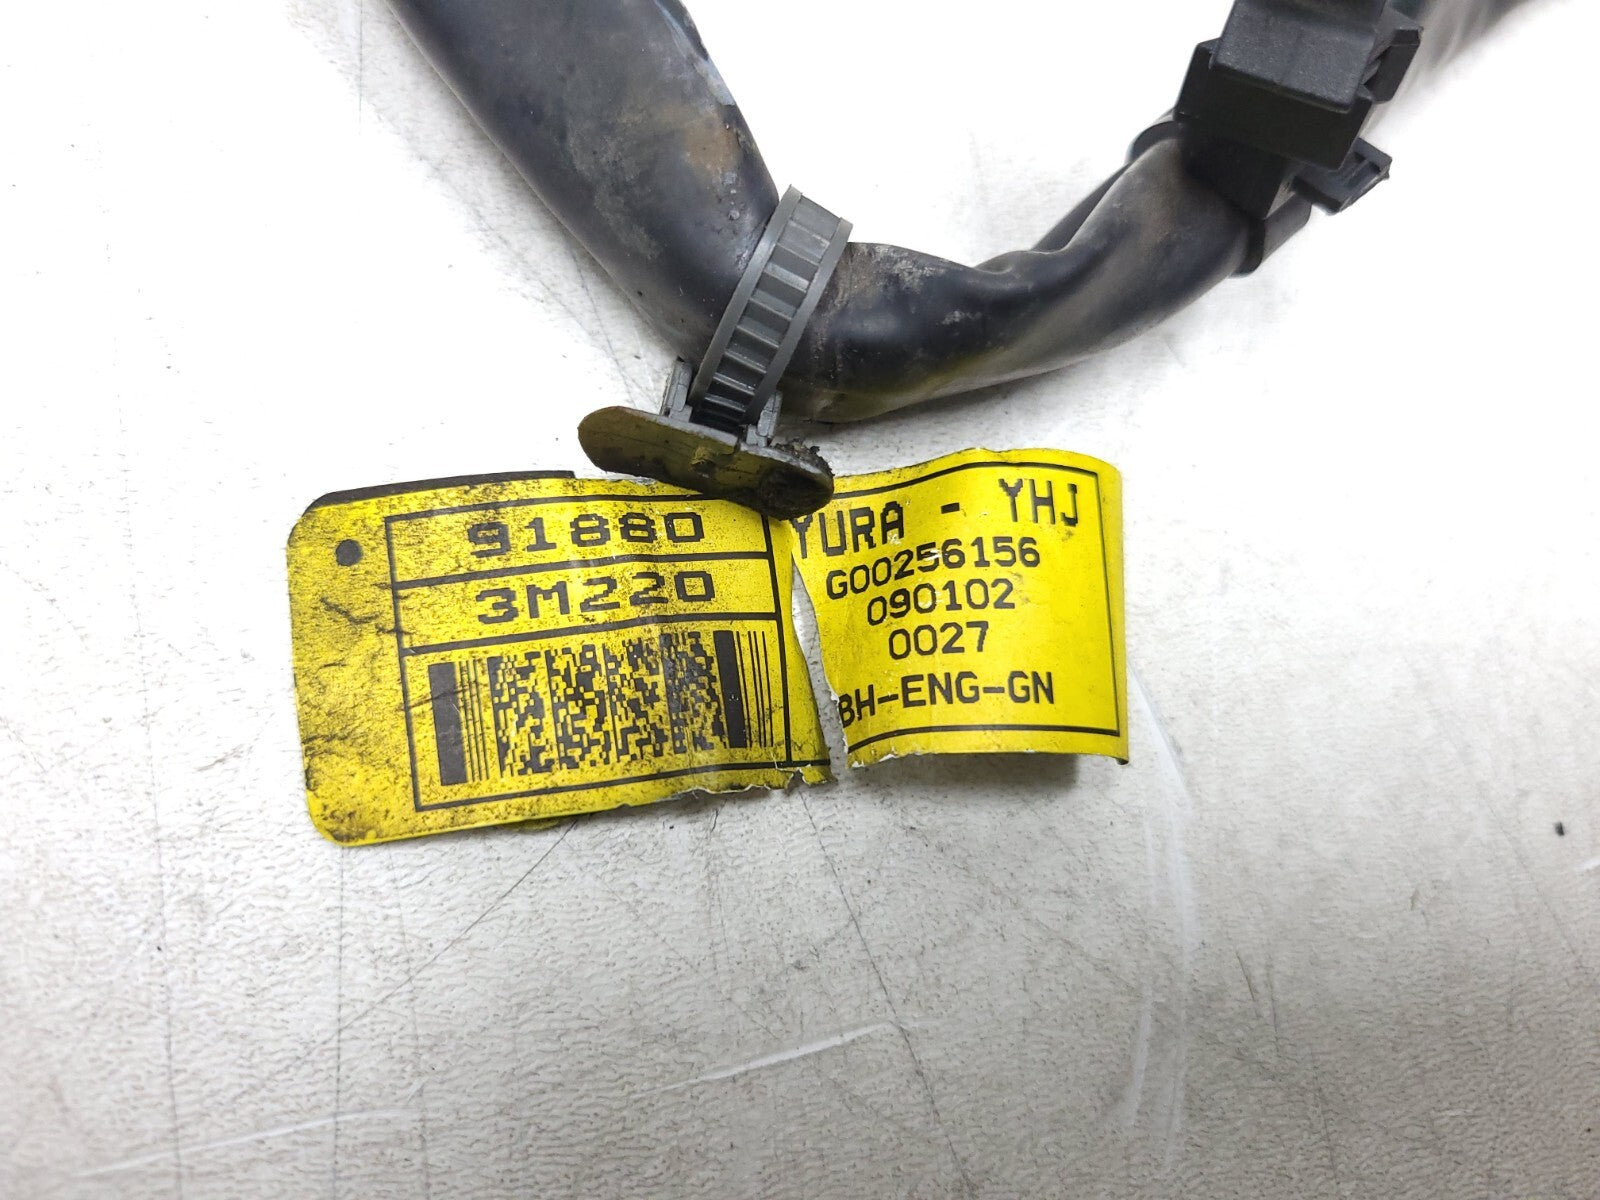 91880
3M220
YURA - YHJ
G00256156
090102
0027
BH-ENG-GN